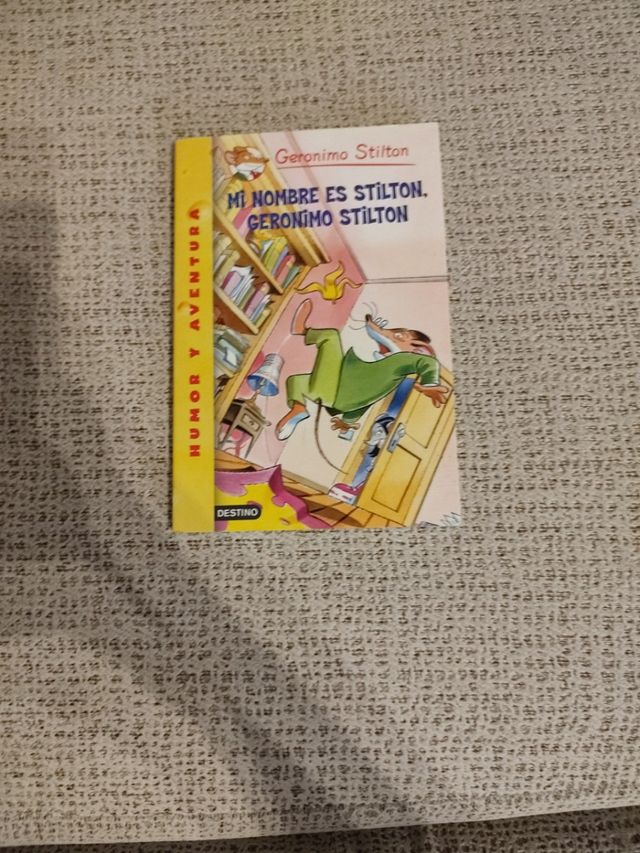 Geronimo Stilton
MI NOMBRE ES STILTON,
GERONIMO STILTON
HUMOR Y AVENTURA
DESTINO